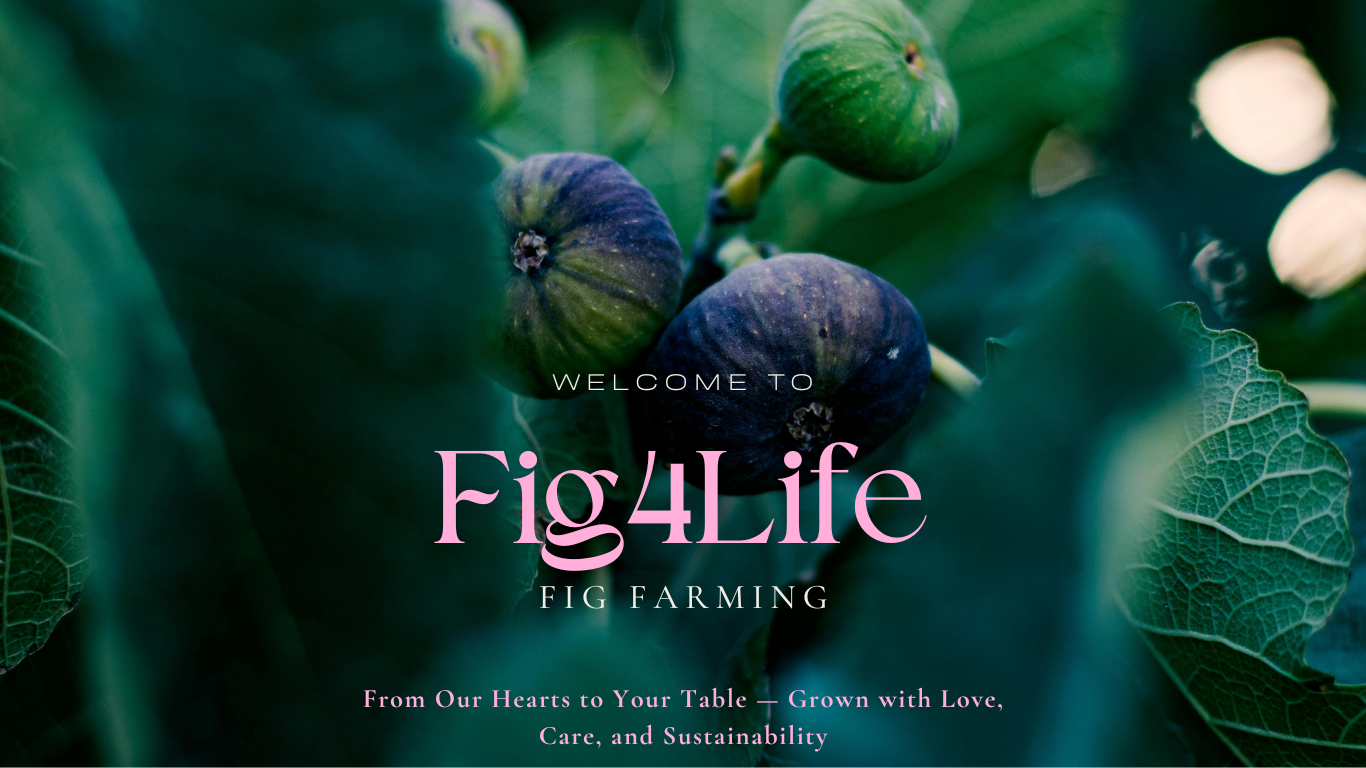 WELCOME TO
Fig4Life
FIG FARMING
From Our Hearts to Your Table — Grown with Love,
Care, and Sustainability